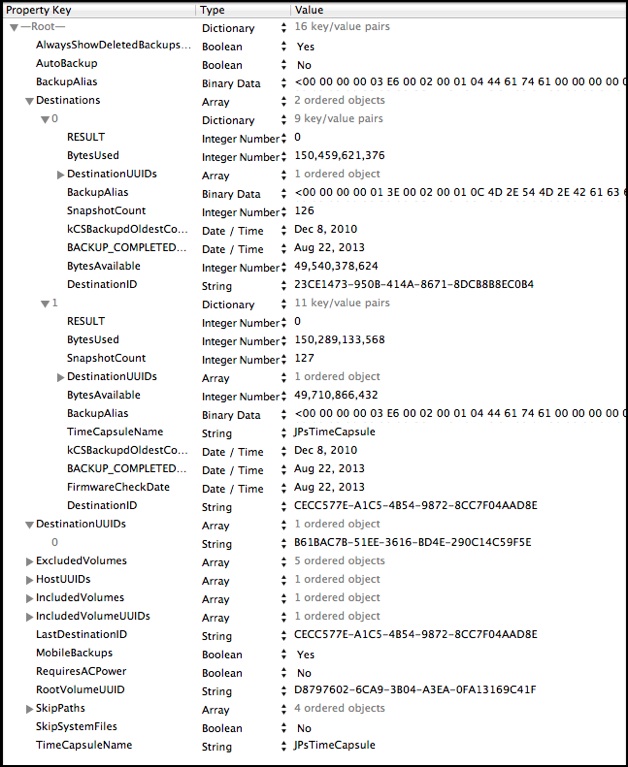 Property Key Type Value
—Root— Dictionary 16 key/value pairs
AlwaysShowDeletedBackups... Boolean Yes
AutoBackup Boolean No
BackupAlias Binary Data <00 00 00 00 03 E6 00 02 00 01 04 44 61 74 61 00 00 00 00 0
Destinations Array 2 ordered objects
0 Dictionary 9 key/value pairs
RESULT Integer Number 0
BytesUsed Integer Number 150,459,621,376
DestinationUUIDs Array 1 ordered object
BackupAlias Binary Data <00 00 00 00 01 3E 00 02 00 01 0C 4D 2E 54 4D 2E 42 61 63 6
SnapshotCount Integer Number 126
kCSBackupdOldestCo... Date / Time Dec 8, 2010
BACKUP_COMPLETED... Date / Time Aug 22, 2013
BytesAvailable Integer Number 49,540,378,624
DestinationID String 23CE1473-950B-414A-8671-8DCB8B8EC0B4
1 Dictionary 11 key/value pairs
RESULT Integer Number 0
BytesUsed Integer Number 150,289,133,568
SnapshotCount Integer Number 127
DestinationUUIDs Array 1 ordered object
BytesAvailable Integer Number 49,710,866,432
BackupAlias Binary Data <00 00 00 00 03 E6 00 02 00 01 04 44 61 74 61 00 00 00 00 0
TimeCapsuleName String JPsTimeCapsule
kCSBackupdOldestCo... Date / Time Dec 8, 2010
BACKUP_COMPLETED... Date / Time Aug 22, 2013
FirmwareCheckDate Date / Time Aug 22, 2013
DestinationID String CECC577E-A1C5-4B54-9872-8CC7F04AAD8E
DestinationUUIDs Array 1 ordered object
0 String B61BAC7B-51EE-3616-BD4E-290C14C59F5E
ExcludedVolumes Array 5 ordered objects
HostUUIDs Array 1 ordered object
IncludedVolumes Array 1 ordered object
IncludedVolumeUUIDs Array 1 ordered object
LastDestinationID String CECC577E-A1C5-4B54-9872-8CC7F04AAD8E
MobileBackups Boolean Yes
RequiresACPower Boolean No
RootVolumeUUID String D8797602-6CA9-3B04-A3EA-0FA13169C41F
SkipPaths Array 4 ordered objects
SkipSystemFiles Boolean No
TimeCapsuleName String JPsTimeCapsule